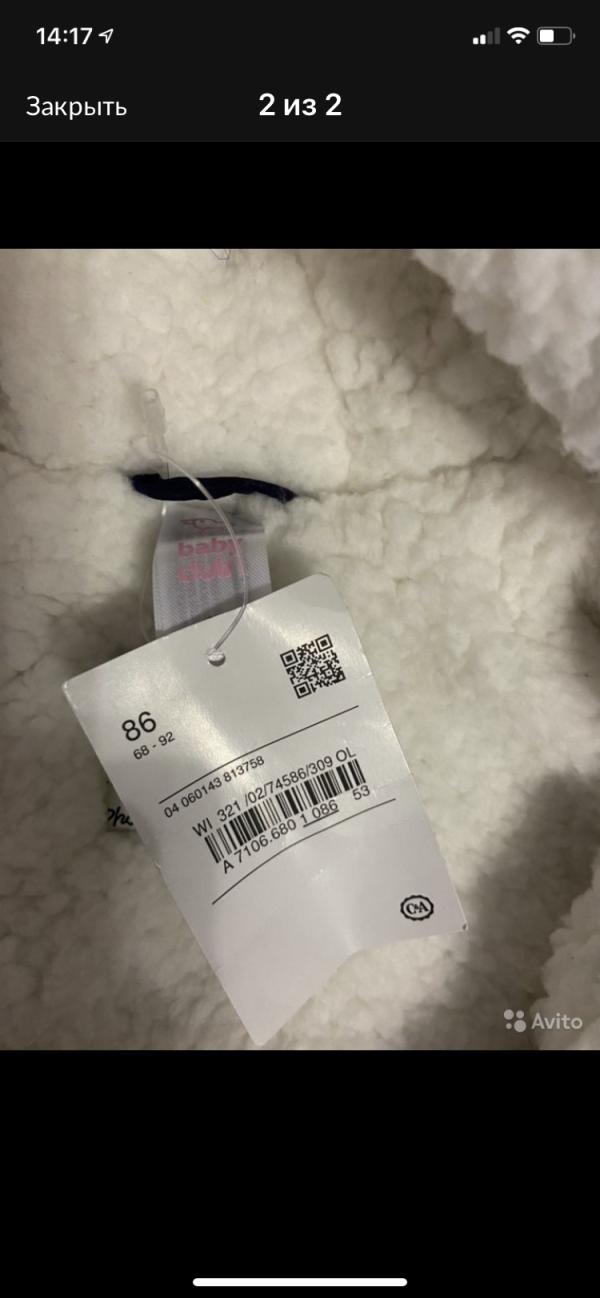 14:17
Закрыть
2 из 2
baby
club
86
68 - 92
04 060143 813758
WI 321 /02/74586/309 OL
A 7106.680 1 086 53
C&A
Avito